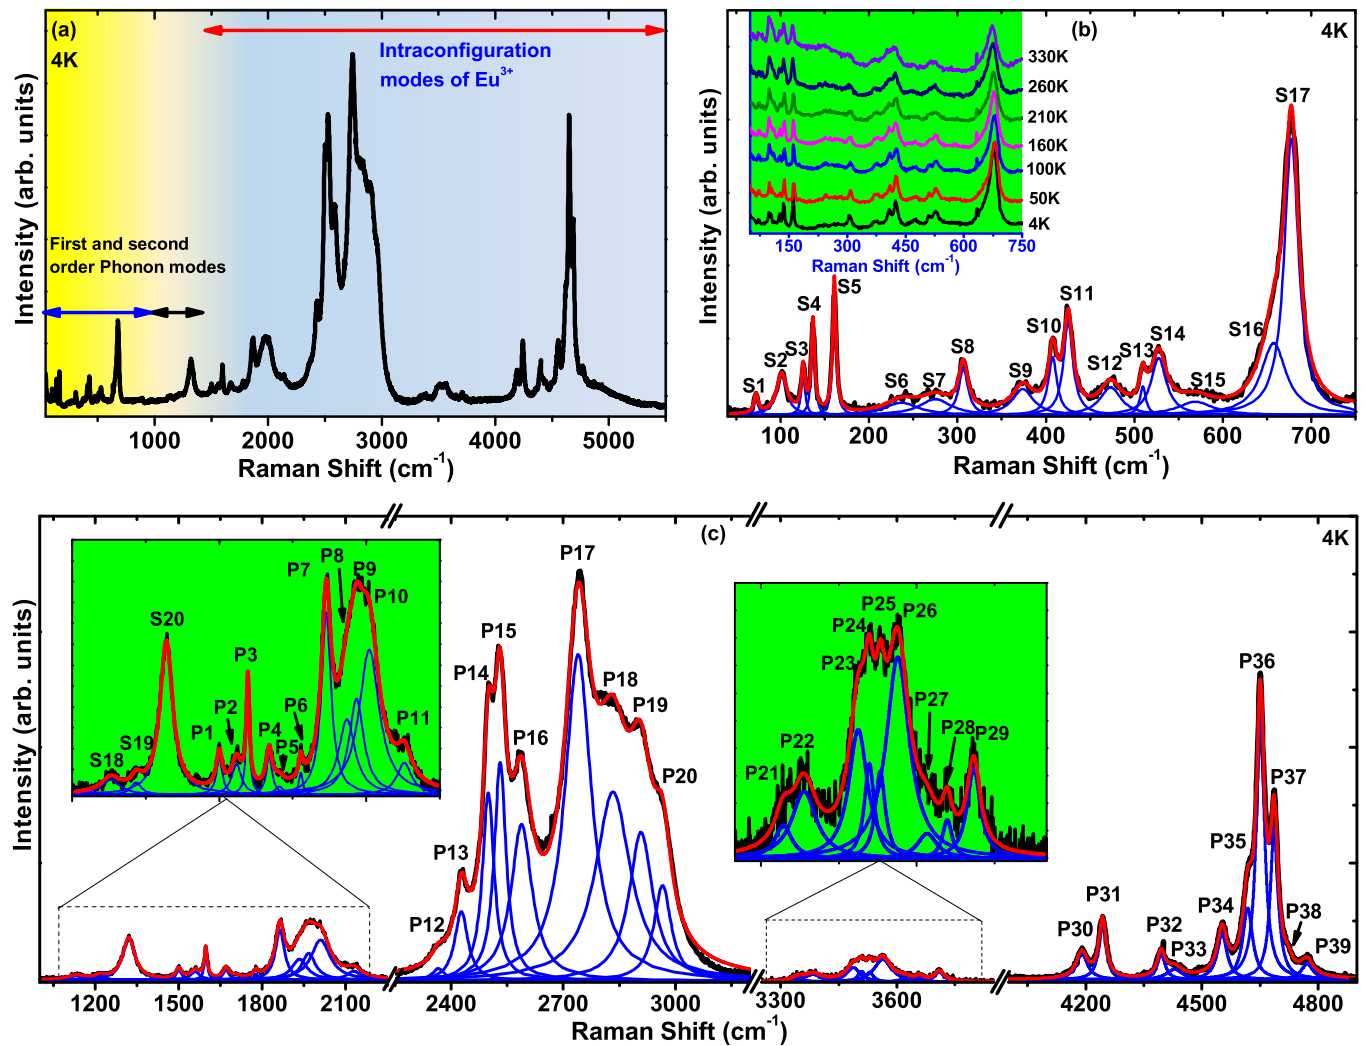 (a)
4K
Intraconfiguration
modes of Eu3+
First and second
order Phonon modes
Intensity (arb. units)
1000 2000 3000 4000 5000
Raman Shift (cm-1)
(b)
4K
330K
260K
210K
160K
100K
50K
4K
150 300 450 600 750
Raman Shift (cm-1)
S1 S2 S3 S4 S5 S6 S7 S8 S9 S10 S11 S12 S13 S14 S15 S16 S17
Intensity (arb. units)
100 200 300 400 500 600 700
Raman Shift (cm-1)
(c)
4K
S18 S19 S20 P1 P2 P3 P4 P5 P6 P7 P8 P9 P10 P11
P12 P13 P14 P15 P16 P17 P18 P19 P20
P21 P22 P23 P24 P25 P26 P27 P28 P29
P30 P31 P32 P33 P34 P35 P36 P37 P38 P39
Intensity (arb. units)
1200 1500 1800 2100 2400 2700 3000 3300 3600 4200 4500 4800
Raman Shift (cm-1)
Raman Shift (cm-1)